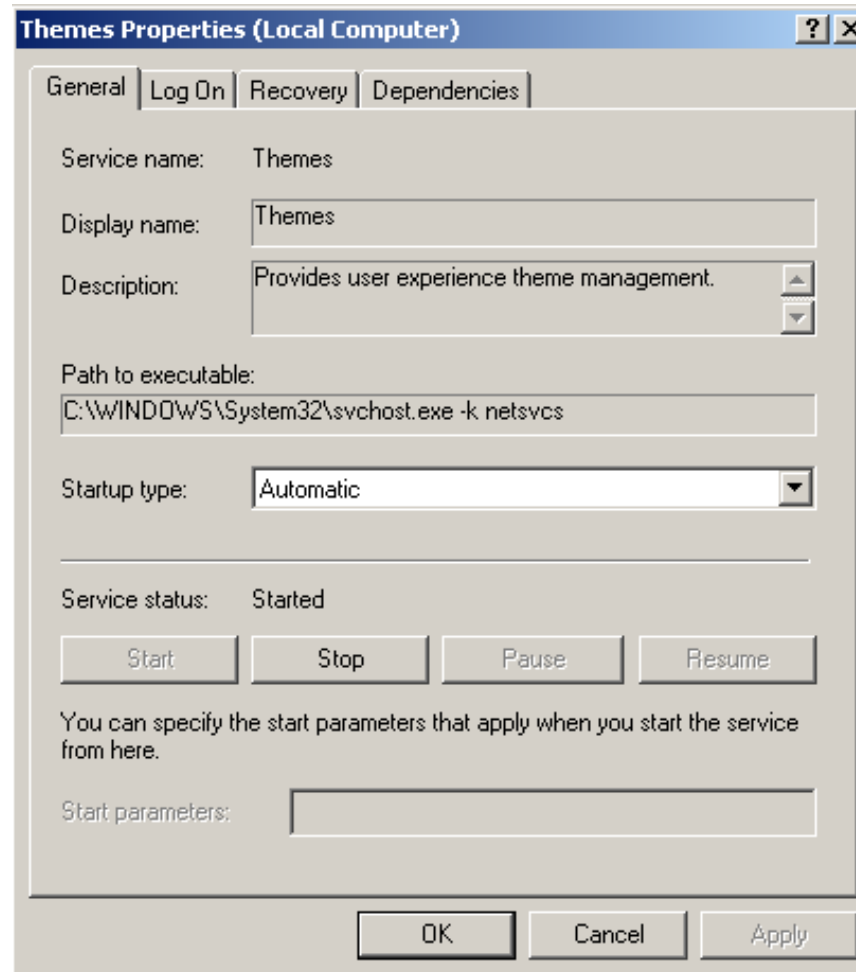 Themes Properties (Local Computer)
General Log On Recovery Dependencies
Service name: Themes
Display name: Themes
Description: Provides user experience theme management.
Path to executable:
C:\WINDOWS\System32\svchost.exe -k netsvcs
Startup type: Automatic
Service status: Started
Start Stop Pause Resume
You can specify the start parameters that apply when you start the service
from here.
Start parameters:
OK Cancel Apply